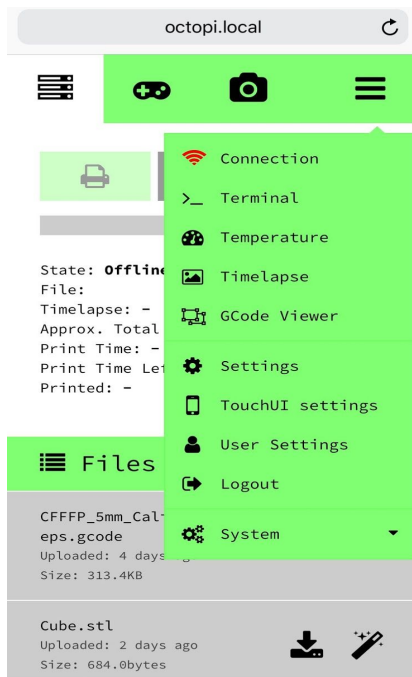 octopi.local
Connection
Terminal
Temperature
Timelapse
GCode Viewer
Settings
TouchUI settings
User Settings
Logout
System
State: Offline
File:
Timelapse: –
Approx. Total
Print Time: –
Print Time
Printed: –
Files
eps.gcode
Uploaded: 4 days
Size: 313.4KB
Cube.stl
Uploaded: 2 days ago
Size: 684.0bytes